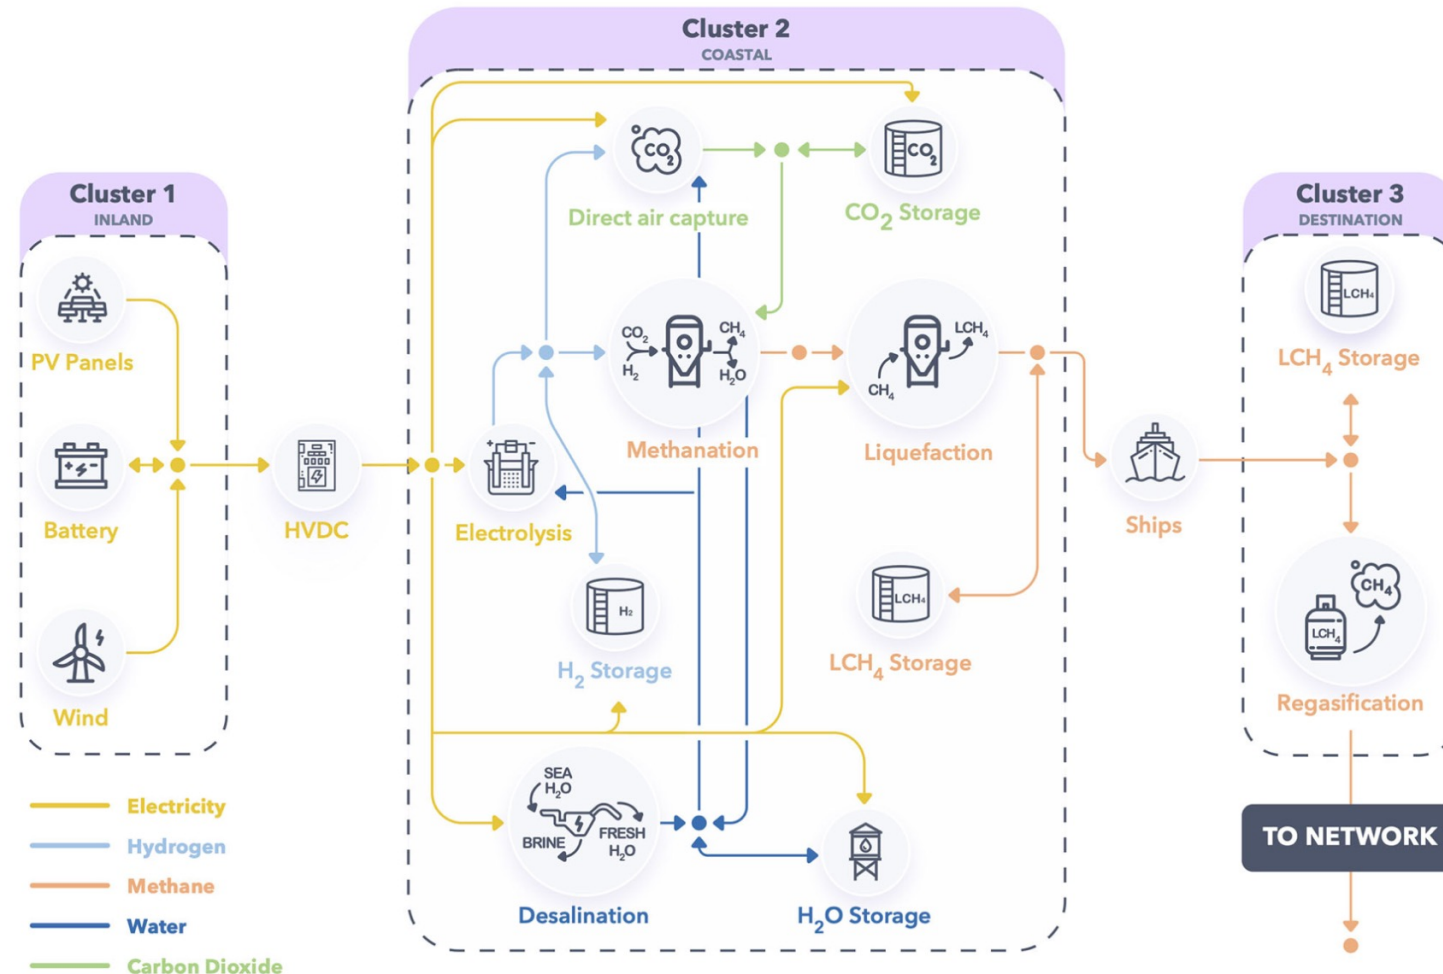 Cluster 2
COASTAL
CO2
Direct air capture
CO2
CO2 Storage
Cluster 1
INLAND
PV Panels
Battery
Wind
HVDC
Electrolysis
CO2
H2
CH4
H2O
Methanation
CH4
LCH4
Liquefaction
H2
H2 Storage
LCH4
LCH4 Storage
Ships
SEA
H2O
BRINE
FRESH
H2O
Desalination
H2O Storage
Cluster 3
DESTINATION
LCH4
LCH4 Storage
LCH4
CH4
Regasification
TO NETWORK
Electricity
Hydrogen
Methane
Water
Carbon Dioxide